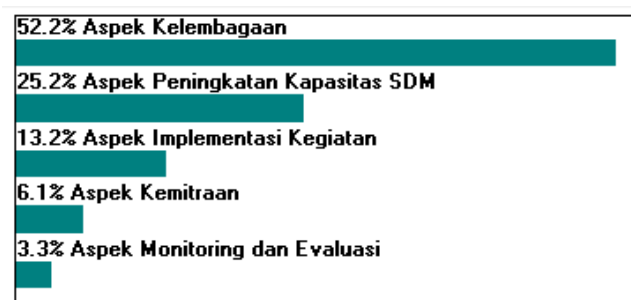 52.2% Aspek Kelembagaan
25.2% Aspek Peningkatan Kapasitas SDM
13.2% Aspek Implementasi Kegiatan
6.1% Aspek Kemitraan
3.3% Aspek Monitoring dan Evaluasi